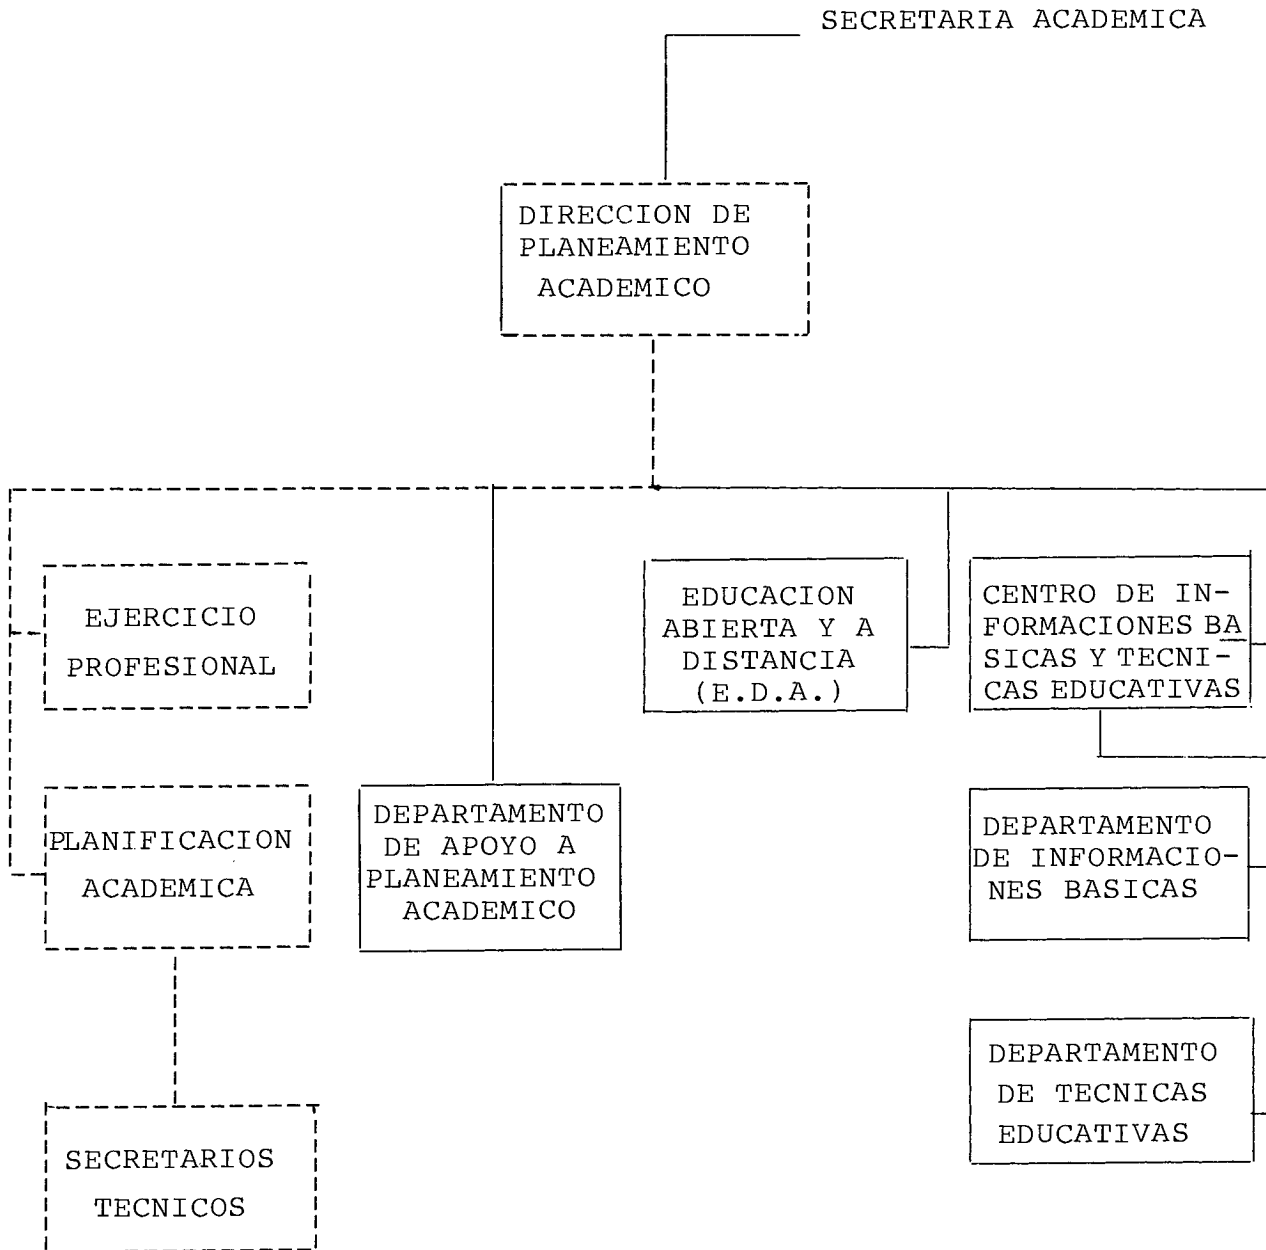 SECRETARIA ACADEMICA
DIRECCION DE
PLANEAMIENTO
ACADEMICO
EJERCICIO
PROFESIONAL
EDUCACION
ABIERTA Y A
DISTANCIA
(E.D.A.)
CENTRO DE IN-
FORMACIONES BA
SICAS Y TECNI-
CAS EDUCATIVAS
PLANIFICACION
ACADEMICA
DEPARTAMENTO
DE APOYO A
PLANEAMIENTO
ACADEMICO
DEPARTAMENTO
DE INFORMACIO-
NES BASICAS
DEPARTAMENTO
DE TECNICAS
EDUCATIVAS
SECRETARIOS
TECNICOS